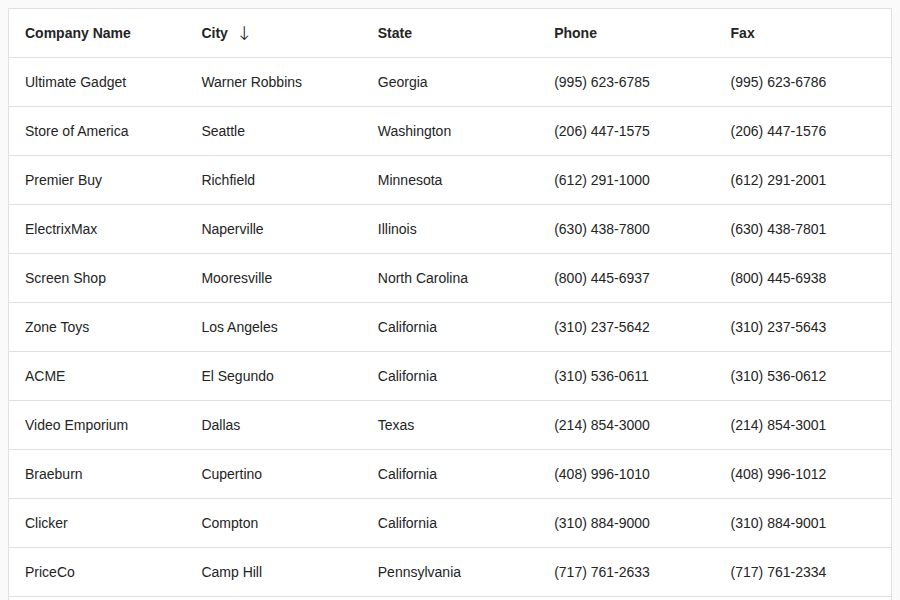 Company Name City State Phone Fax
Ultimate Gadget Warner Robbins Georgia (995) 623-6785 (995) 623-6786
Store of America Seattle Washington (206) 447-1575 (206) 447-1576
Premier Buy Richfield Minnesota (612) 291-1000 (612) 291-2001
ElectrixMax Naperville Illinois (630) 438-7800 (630) 438-7801
Screen Shop Mooresville North Carolina (800) 445-6937 (800) 445-6938
Zone Toys Los Angeles California (310) 237-5642 (310) 237-5643
ACME El Segundo California (310) 536-0611 (310) 536-0612
Video Emporium Dallas Texas (214) 854-3000 (214) 854-3001
Braeburn Cupertino California (408) 996-1010 (408) 996-1012
Clicker Compton California (310) 884-9000 (310) 884-9001
PriceCo Camp Hill Pennsylvania (717) 761-2633 (717) 761-2334